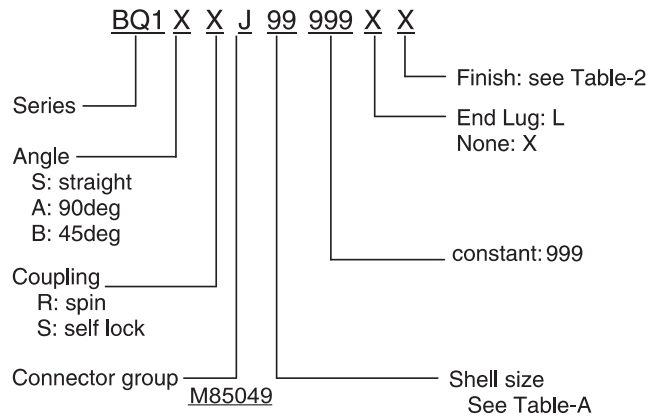 BQ1 X X J 99 999 X X
Finish: see Table-2
Series
End Lug: L
None: X
Angle
S: straight
A: 90deg
B: 45deg
constant: 999
Coupling
R: spin
S: self lock
Connector group
M85049
Shell size
See Table-A